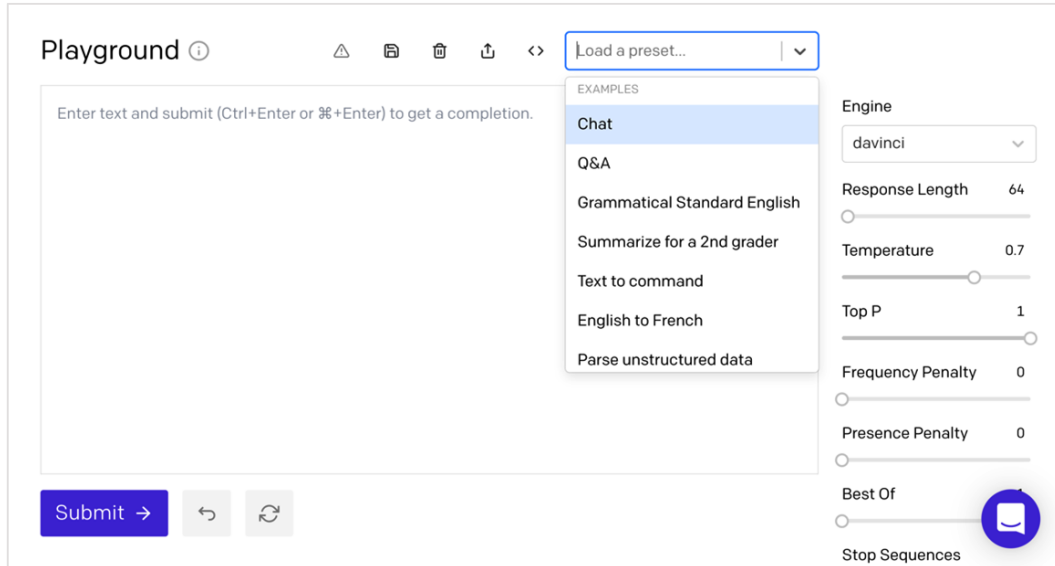 Playground
Load a preset...
Enter text and submit (Ctrl+Enter or ⌘+Enter) to get a completion.
EXAMPLES
Chat
Q&A
Grammatical Standard English
Summarize for a 2nd grader
Text to command
English to French
Parse unstructured data
Engine
davinci
Response Length 64
Temperature 0.7
Top P 1
Frequency Penalty 0
Presence Penalty 0
Best Of
Stop Sequences
Submit →